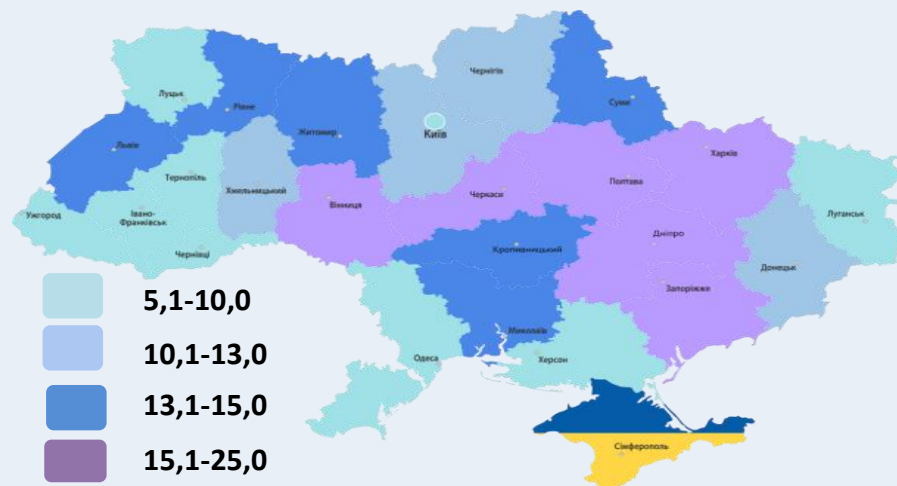 Чернігів
Луцьк
Рівне
Суми
Житомир
Київ
Львів
Харків
Тернопіль
Хмельницький
Полтава
Черкаси
Вінниця
Ужгород
Івано-
Франківськ
Луганськ
Дніпро
Чернівці
Кропивницький
Донецьк
Запоріжжя
5,1-10,0
10,1-13,0
Миколаїв
Одеса
Херсон
13,1-15,0
Сімферополь
15,1-25,0